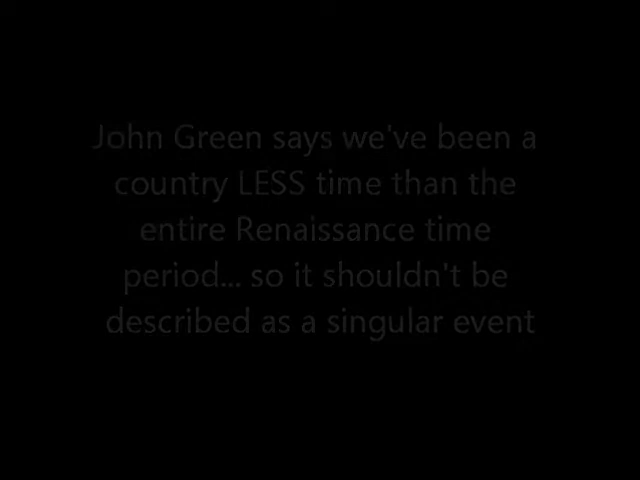 John Green says we've been a
country LESS time than the
entire Renaissance time
period... so it shouldn't be
described as a singular event